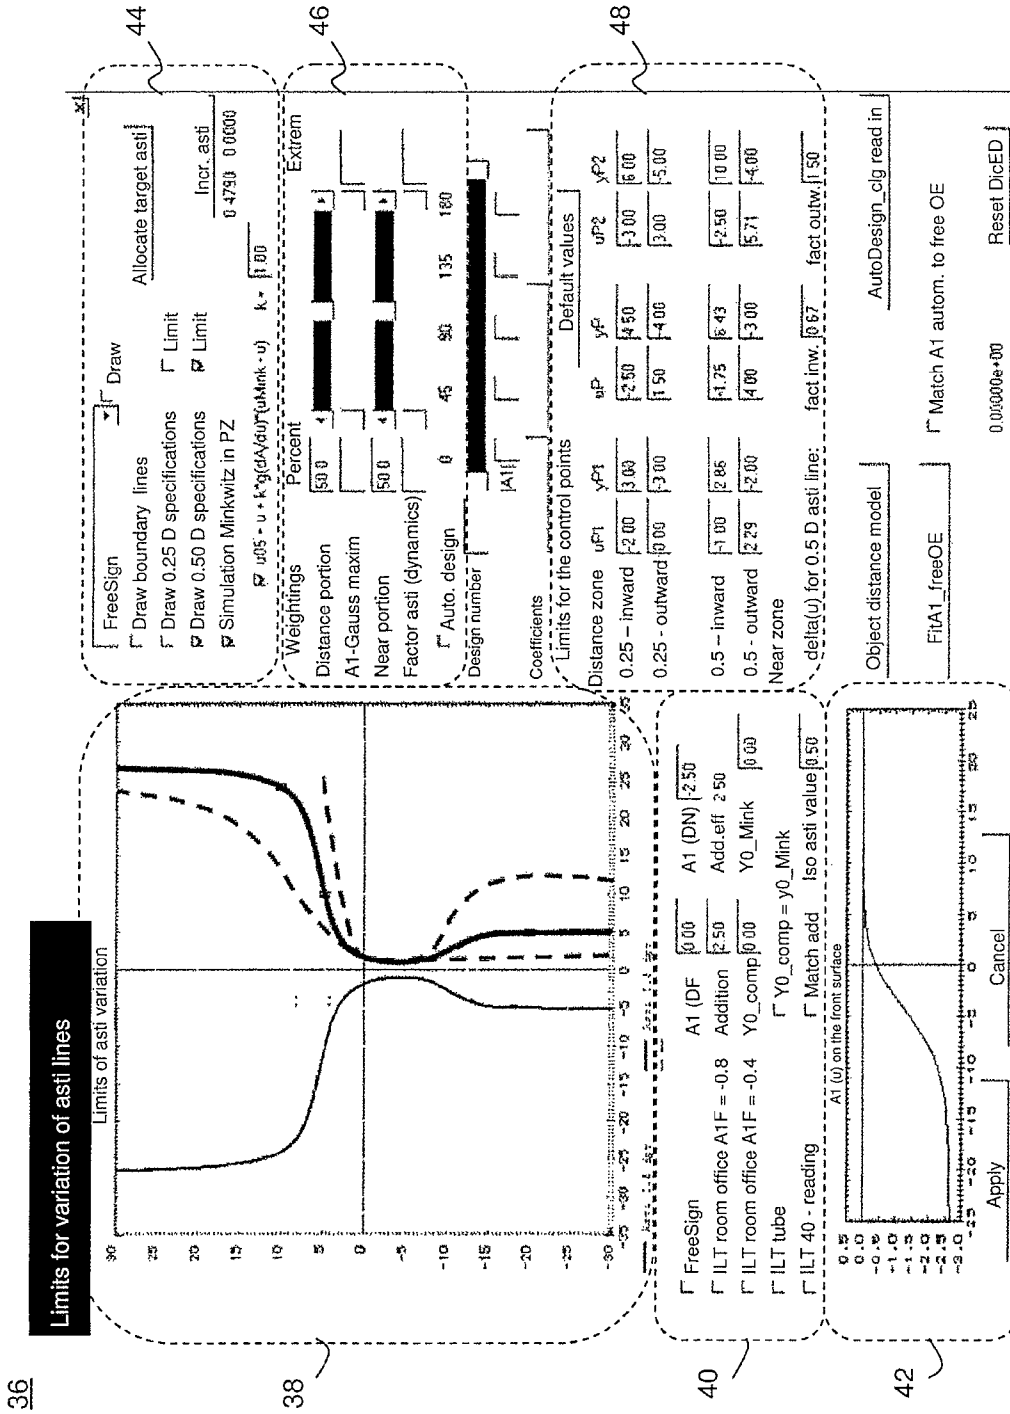 36
Limits for variation of asti lines
38
Limits of asti variation
30
25
20
15
10
5
0
-5
-10
-15
-20
-25
-30
-35 -30 -25 -20 -15 -10 -5 0 5 10 15 20 25 30 35
44
FreeSign
Draw
Draw boundary lines
Allocate target asti
Draw 0.25 D specifications Limit
Draw 0.50 D specifications Limit
Incr. asti
Simulation Minkwitz in PZ
0.4790 0.0000
u05 = u + k*g(dA/du)*(uMink - u) k = 1.00
46
Weightings Percent Extrem
Distance portion 50.0
A1-Gauss maxim
Near portion 50.0
Factor asti (dynamics)
Auto. design 0 45 90 135 180
Design number
A1
Coefficients
48
Limits for the control points Default values
Distance zone uP1 yP1 uP yP uP2 yP2
0.25 – inward -2.00 3.00 -2.50 4.50 -3.00 6.00
0.25 - outward 0.00 -3.00 1.50 -4.00 3.00 -5.00
0.5 – inward -1.00 2.86 -1.75 6.43 -2.50 10.00
0.5 - outward 2.29 -2.00 4.00 -3.00 5.71 -4.00
Near zone
delta(u) for 0.5 D asti line: fact inw. 0.67 fact outw. 1.50
40
FreeSign A1 (DF 0.00 A1 (DN) -2.50
ILT room office A1F = -0.8 Addition 2.50 Add.eff 2.50
ILT room office A1F = -0.4 Y0_comp 0.00 Y0_Mink 0.00
ILT tube Y0_comp = y0_Mink
ILT 40 - reading Match add Iso asti value 0.50
42
A1 (u) on the front surface
0.5
0.0
-0.5
-1.0
-1.5
-2.0
-2.5
-3.0
-25 -20 -15 -10 -5 0 5 10 15 20 25
Object distance model AutoDesign_clg read in
FitA1_freeOE Match A1 autom. to free OE
Apply Cancel 0.00000e+00 Reset DicED